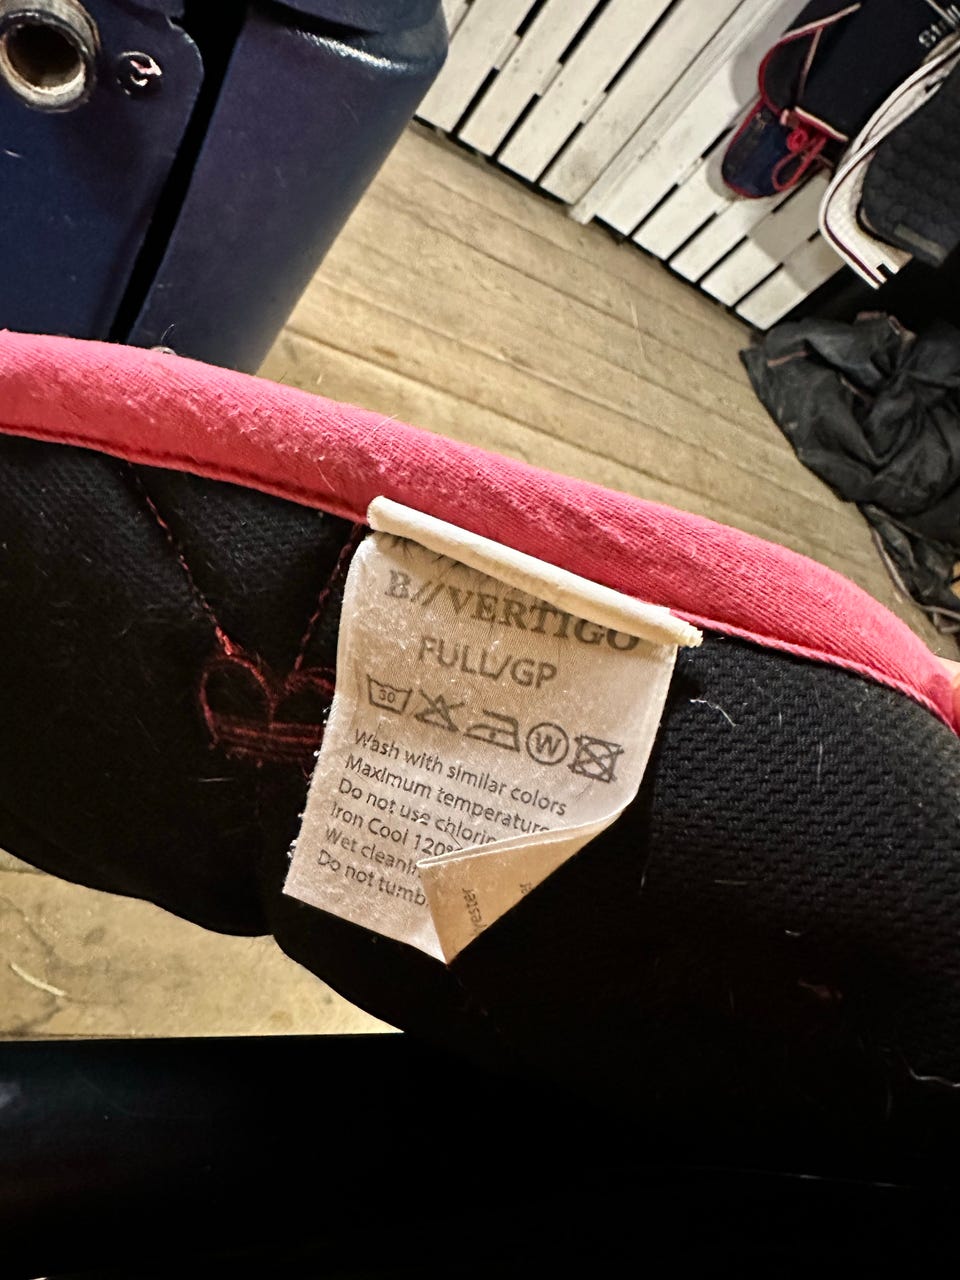 B//VERTIGO
FULL/GP
30
W
Wash with similar colors
Maximum temperature
Do not use chlorin
Iron Cool 120°
Wet cleanin
Do not tumb